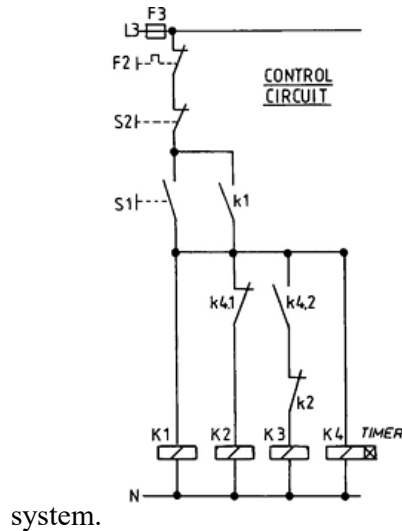 F3
L3
F2
CONTROL
CIRCUIT
S2
S1
k1
k4.1
k4.2
k2
K1
K2
K3
K4
TIMER
N
system.